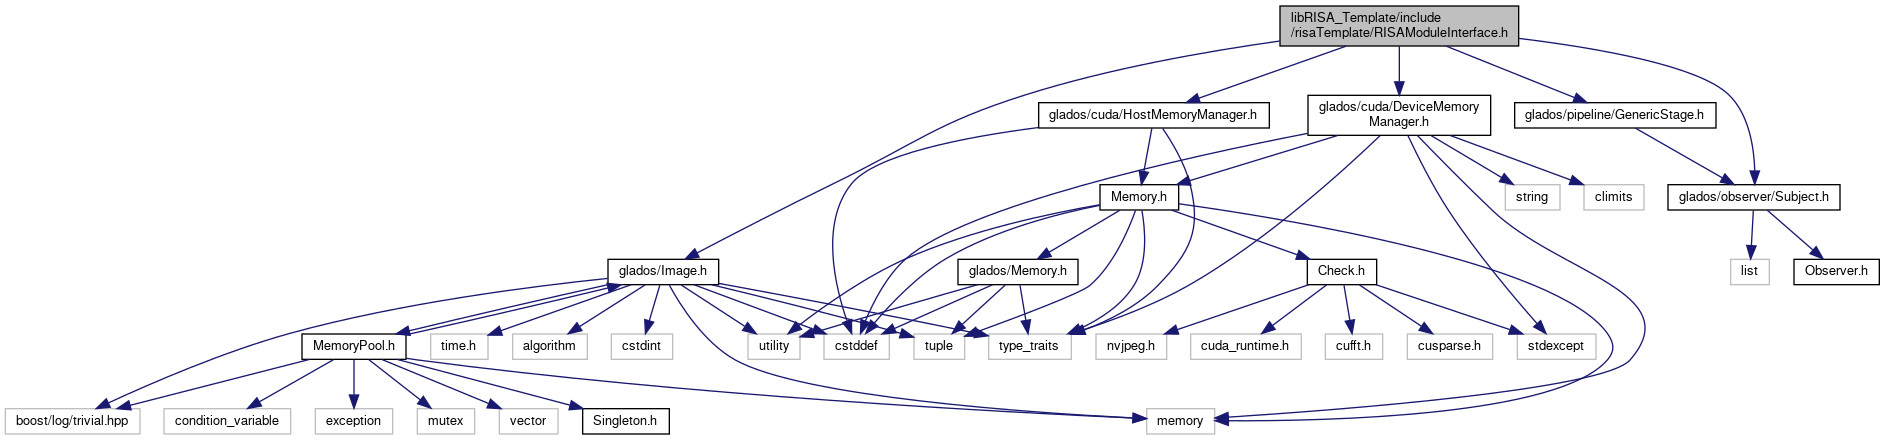 libRISA_Template/include
/risaTemplate/RISAModuleInterface.h
glados/cuda/HostMemoryManager.h
glados/cuda/DeviceMemory
Manager.h
glados/pipeline/GenericStage.h
Memory.h
string
climits
glados/observer/Subject.h
glados/Image.h
glados/Memory.h
Check.h
list
Observer.h
MemoryPool.h
time.h
algorithm
cstdint
utility
cstddef
tuple
type_traits
nvjpeg.h
cuda_runtime.h
cufft.h
cusparse.h
stdexcept
boost/log/trivial.hpp
condition_variable
exception
mutex
vector
Singleton.h
memory